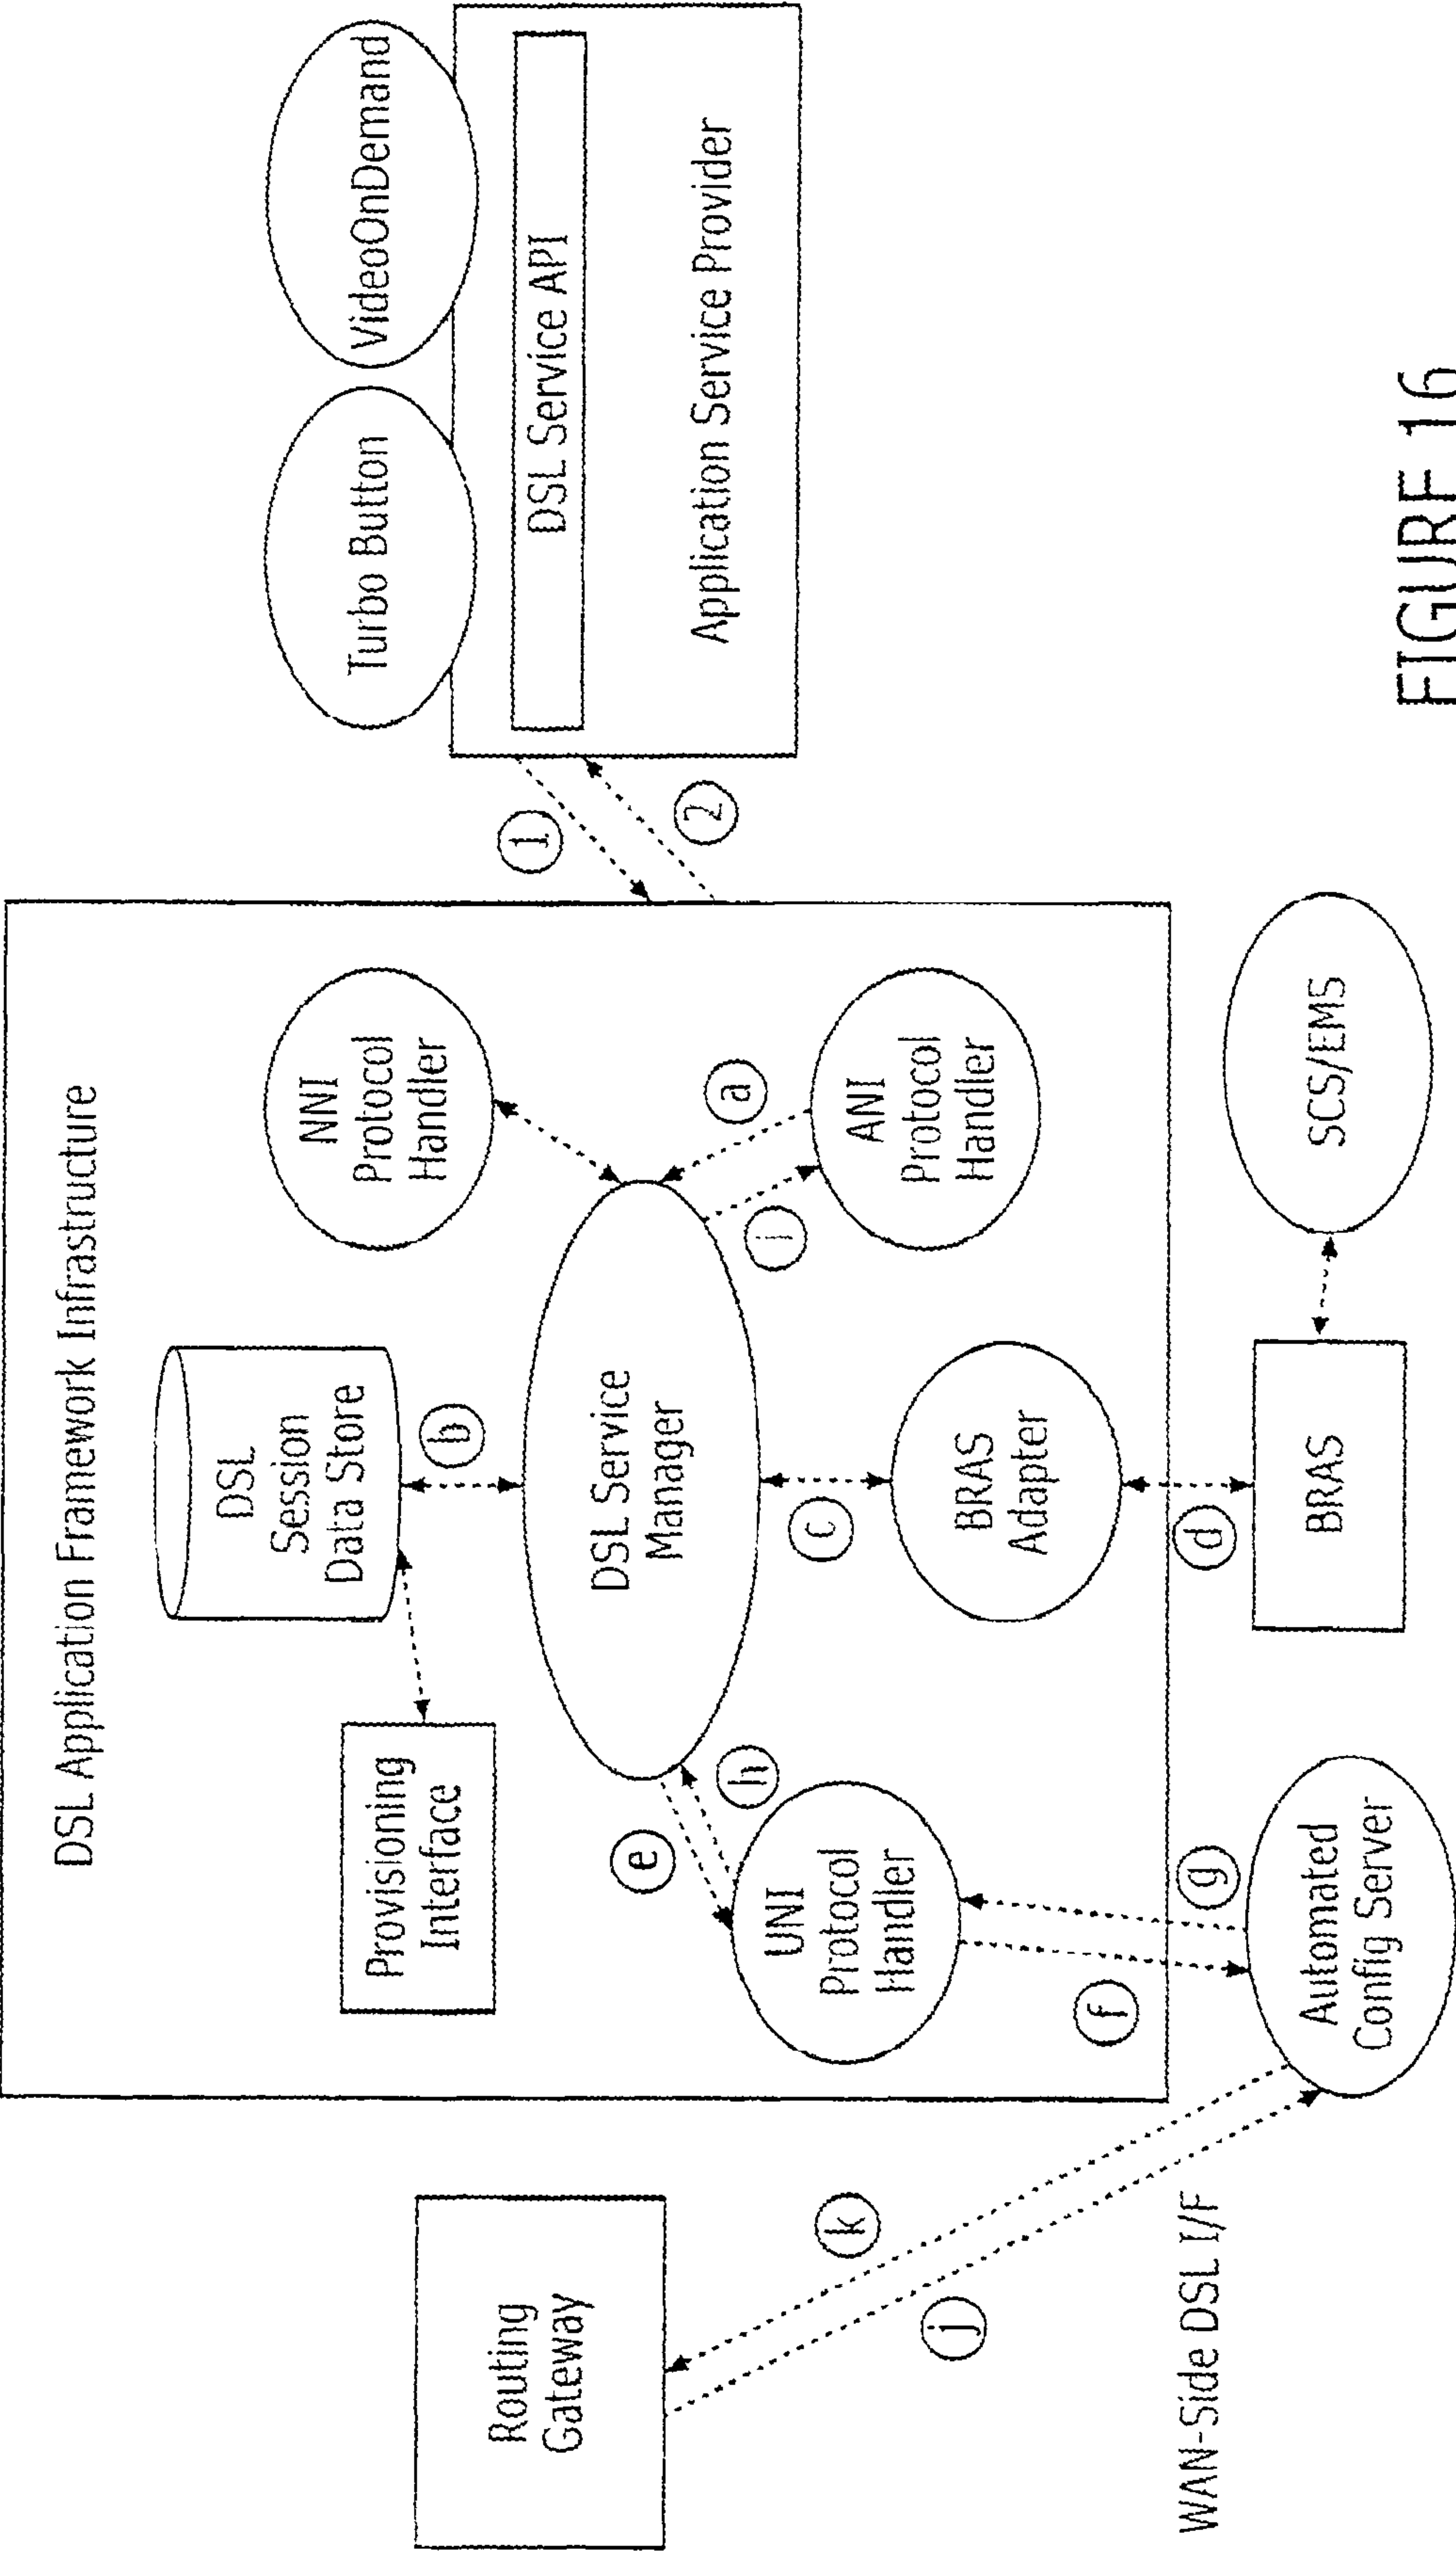 DSL Application Framework Infrastructure
Routing
Gateway
Provisioning
Interface
DSL
Session
Data Store
NNI
Protocol
Handler
Turbo Button
VideoOnDemand
DSL Service API
Application Service Provider
b
1
2
DSL Service
Manager
e
h
a
i
c
UNI
Protocol
Handler
BRAS
Adapter
ANI
Protocol
Handler
k
j
f
g
d
WAN-Side DSL I/F
Automated
Config Server
BRAS
SCS/EMS
FIGURE 16